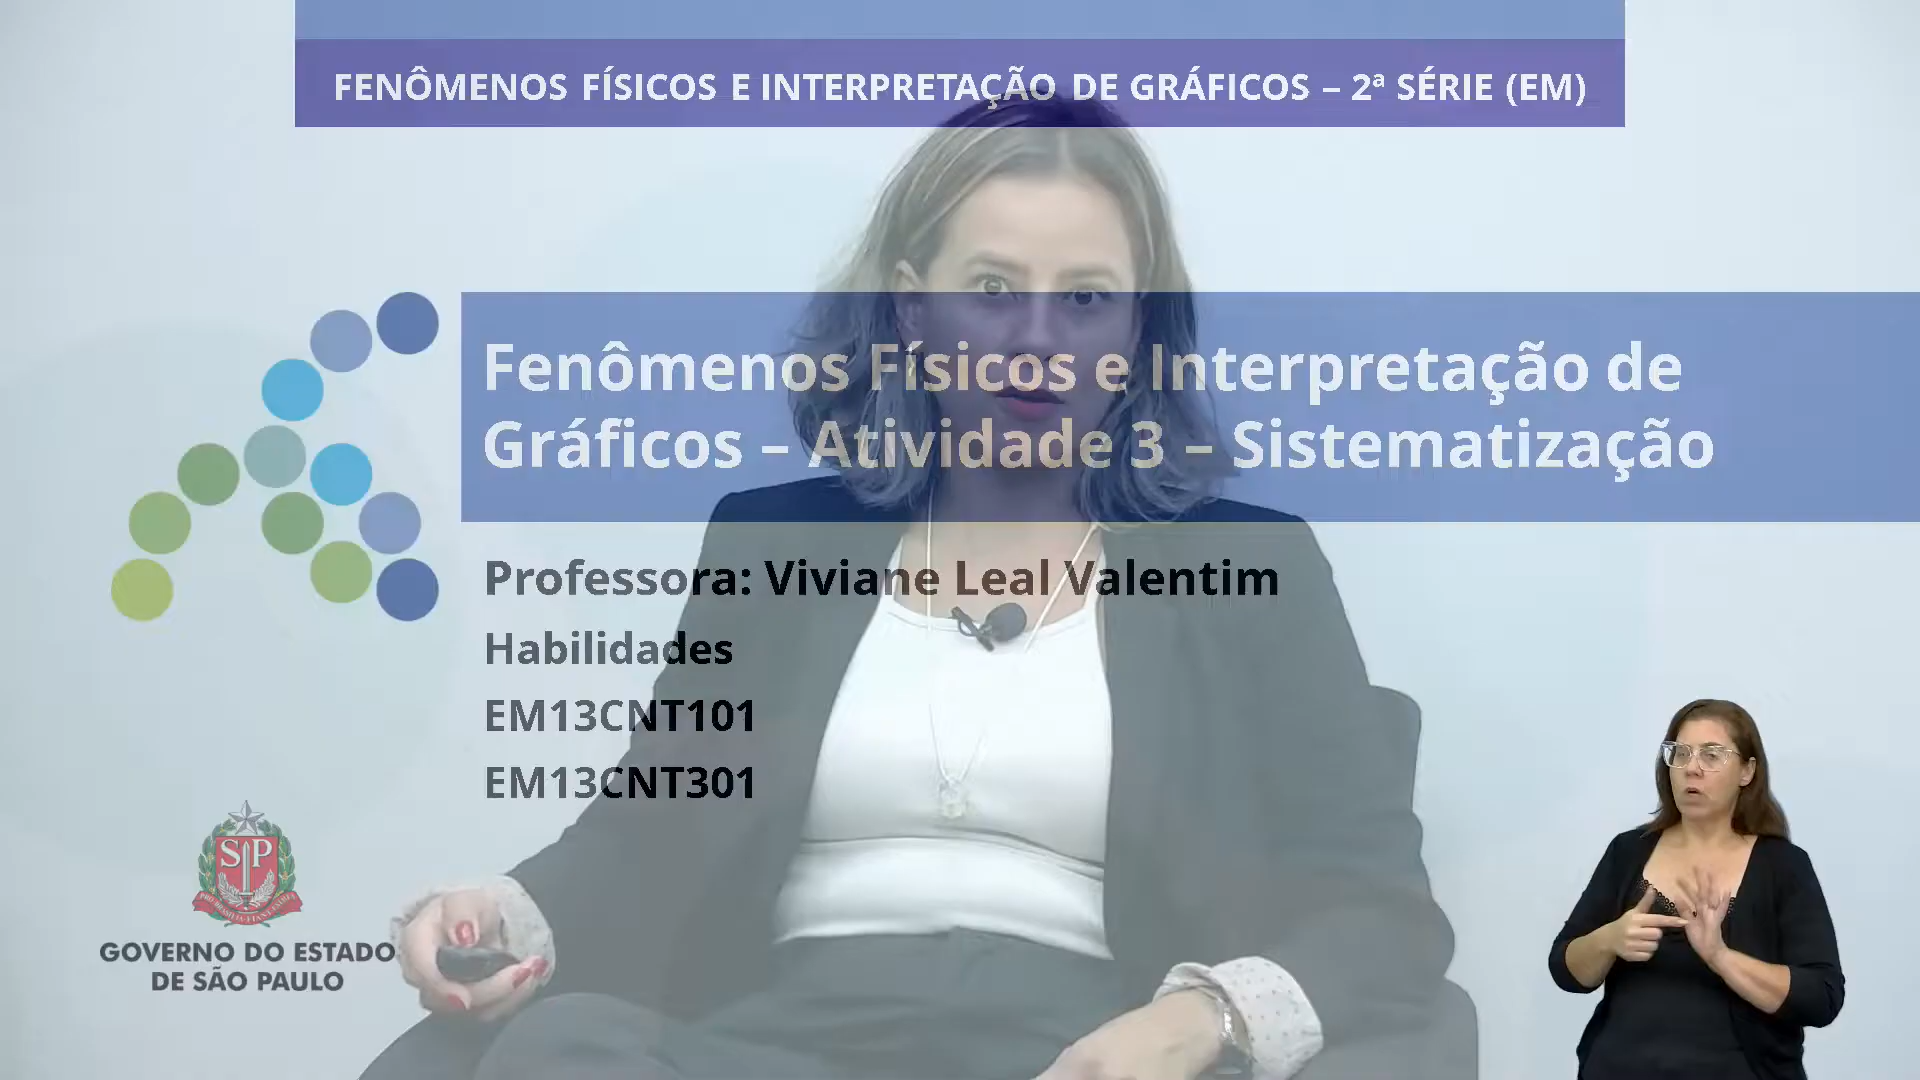 FENÔMENOS FÍSICOS E INTERPRETAÇÃO DE GRÁFICOS – 2ª SÉRIE (EM)
Fenômenos Físicos e Interpretação de
Gráficos – Atividade 3 – Sistematização
Professora: Viviane Leal Valentim
Habilidades
EM13CNT101
EM13CNT301
SP
GOVERNO DO ESTADO
DE SÃO PAULO